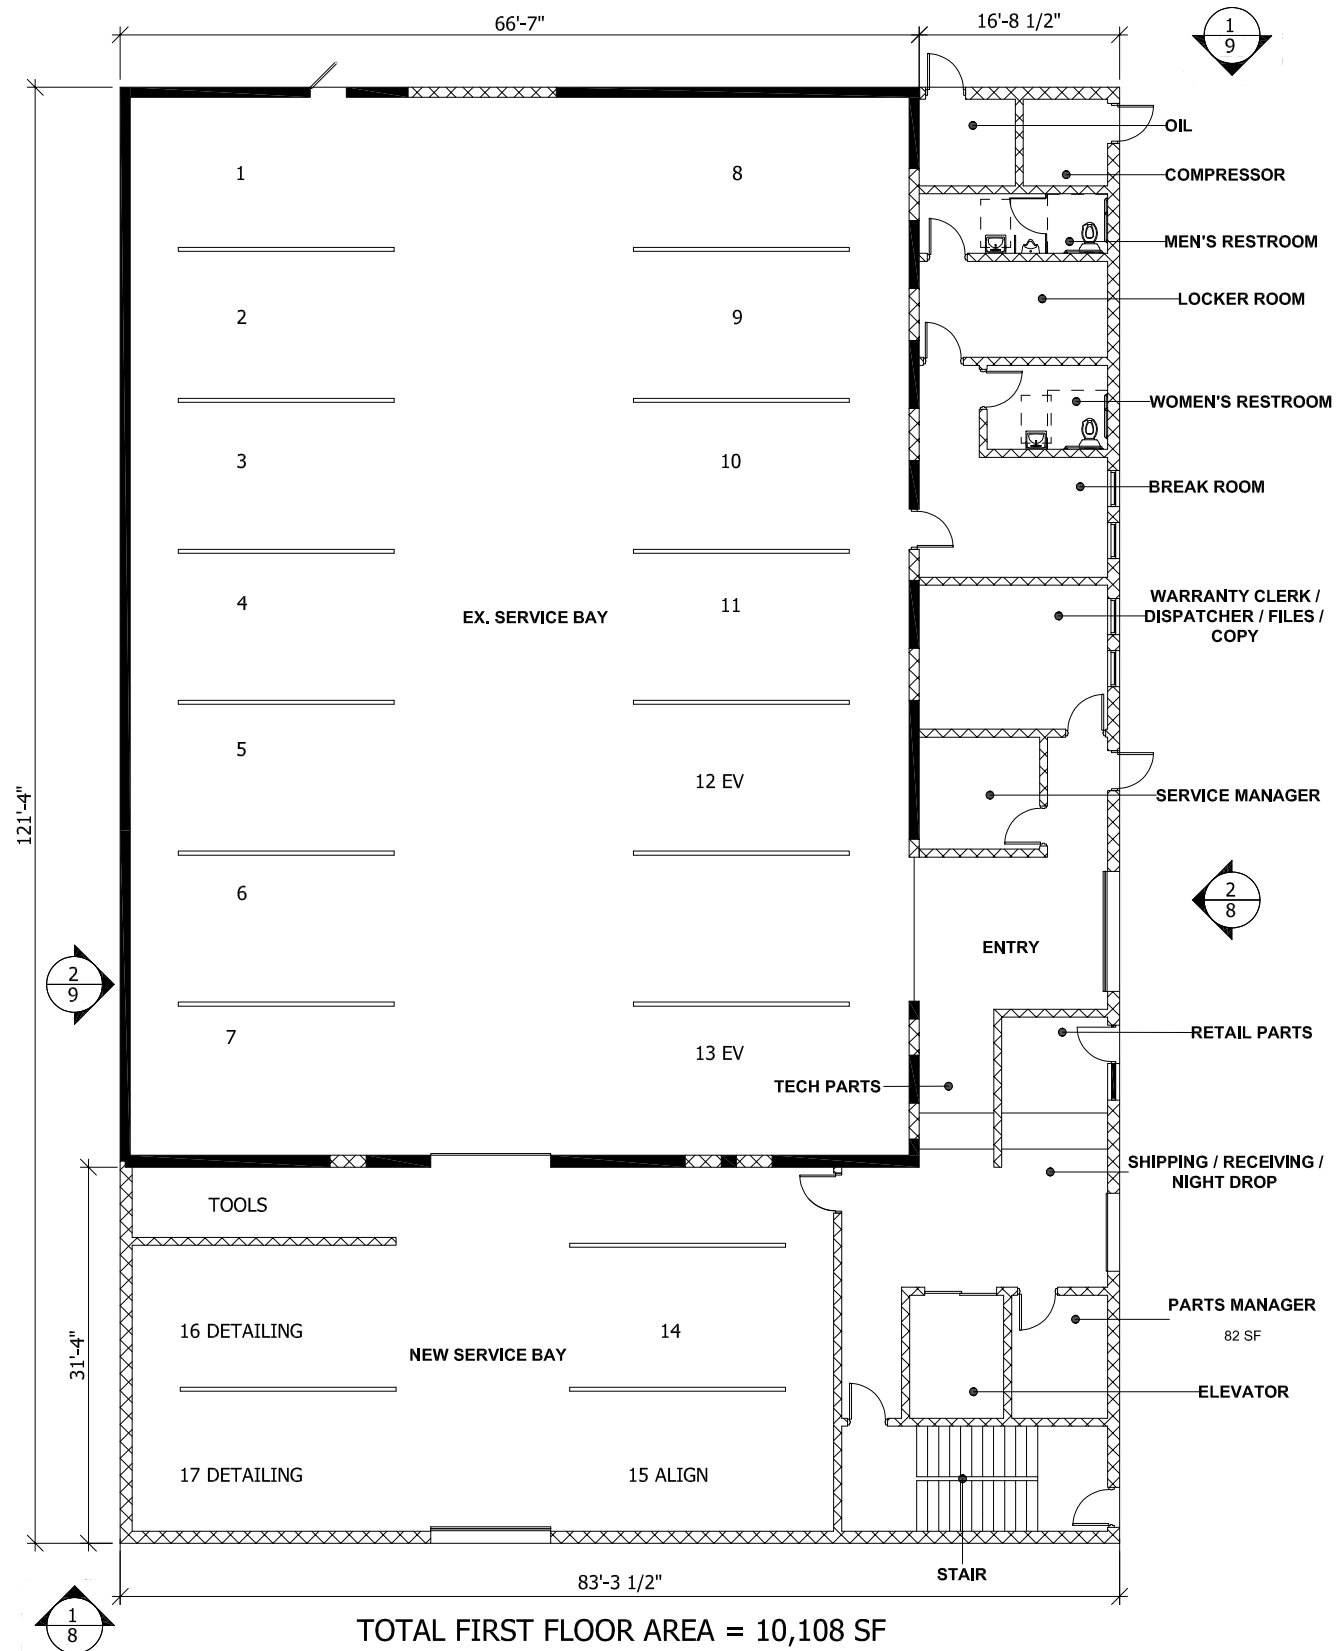 66'-7"
16'-8 1/2"
1
9
OIL
COMPRESSOR
1
8
MEN'S RESTROOM
LOCKER ROOM
2
9
WOMEN'S RESTROOM
3
10
BREAK ROOM
4
11
EX. SERVICE BAY
WARRANTY CLERK /
DISPATCHER / FILES /
COPY
5
12 EV
121'-4"
SERVICE MANAGER
6
2
8
ENTRY
2
9
7
13 EV
RETAIL PARTS
TECH PARTS
SHIPPING / RECEIVING /
NIGHT DROP
TOOLS
31'-4"
16 DETAILING
14
NEW SERVICE BAY
PARTS MANAGER
82 SF
ELEVATOR
17 DETAILING
15 ALIGN
STAIR
83'-3 1/2"
1
8
TOTAL FIRST FLOOR AREA = 10,108 SF